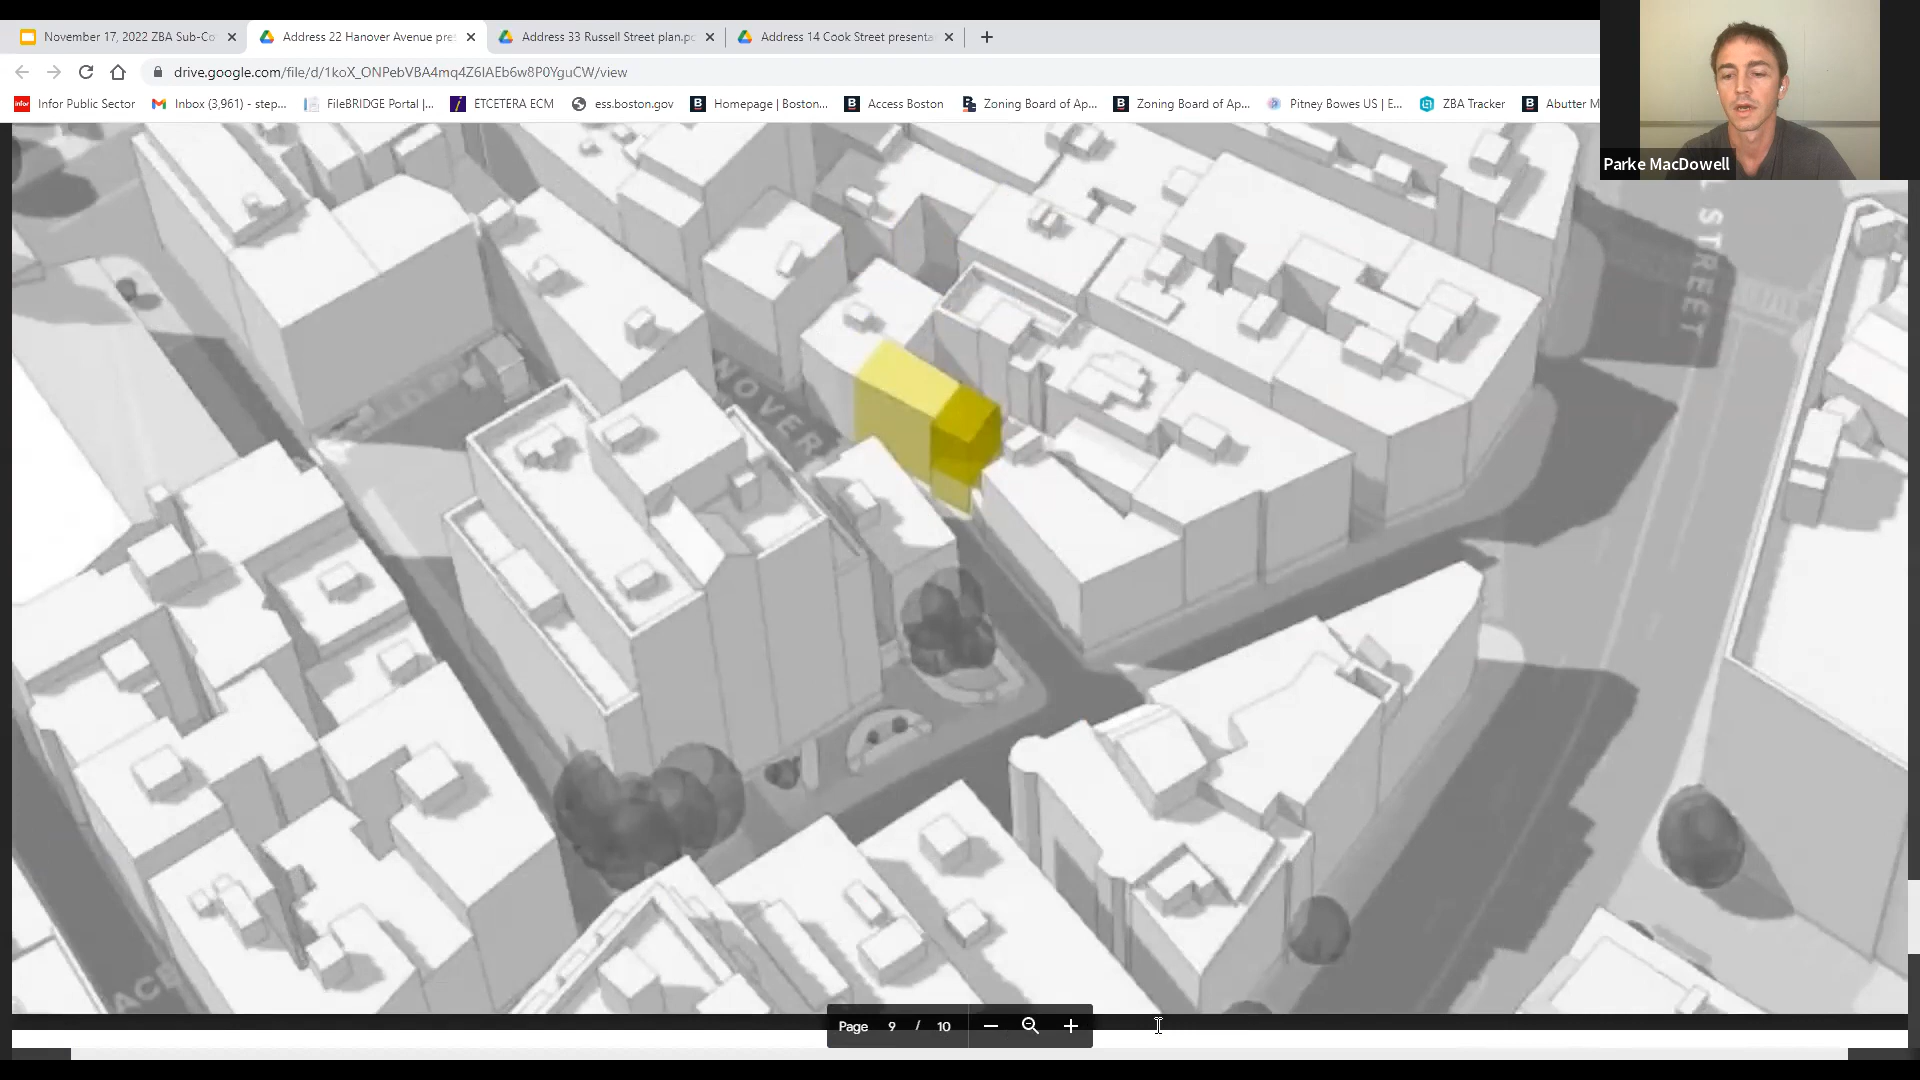 November 17, 2022 ZBA Sub-Co
Address 22 Hanover Avenue pre
Address 33 Russell Street plan.pd
Address 14 Cook Street presenta
drive.google.com/file/d/1koX_ONPebVBA4mq4Z6IAEb6w8P0YguCW/view
Infor Public Sector
Inbox (3,961) - step...
FileBRIDGE Portal |...
ETCETERA ECM
ess.boston.gov
Homepage | Boston...
Access Boston
Zoning Board of Ap...
Zoning Board of Ap...
Pitney Bowes US | E...
ZBA Tracker
Abutter M
Parke MacDowell
L STREET
NOVER
ACE
Page 9 / 10